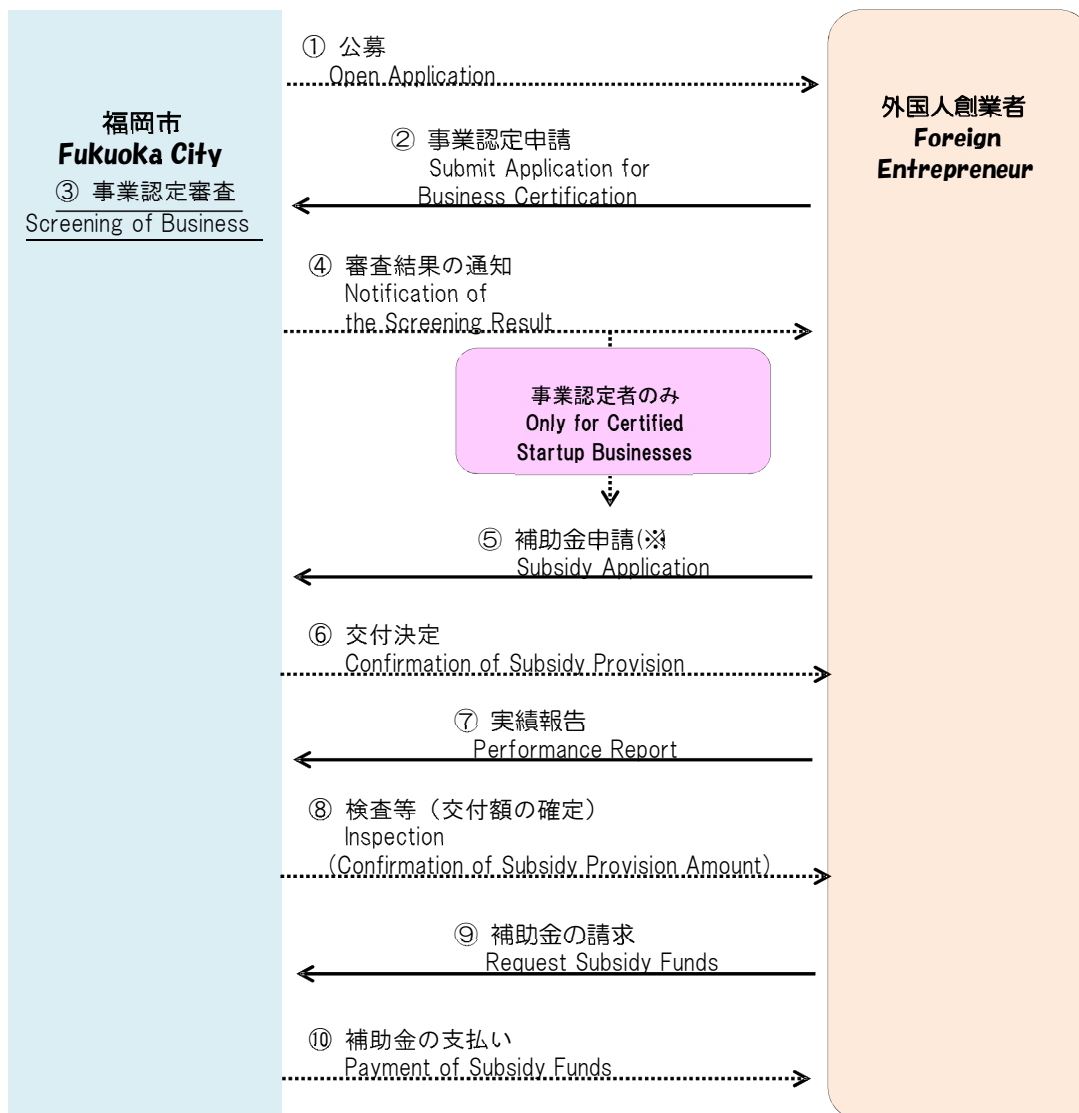 ① 公募
Open Application
福岡市
Fukuoka City
外国人創業者
Foreign
Entrepreneur
② 事業認定申請
Submit Application for
Business Certification
③ 事業認定審査
Screening of Business
④ 審査結果の通知
Notification of
the Screening Result
事業認定者のみ
Only for Certified
Startup Businesses
⑤ 補助金申請(※
Subsidy Application
⑥ 交付決定
Confirmation of Subsidy Provision
⑦ 実績報告
Performance Report
⑧ 検査等（交付額の確定）
Inspection
(Confirmation of Subsidy Provision Amount)
⑨ 補助金の請求
Request Subsidy Funds
⑩ 補助金の支払い
Payment of Subsidy Funds